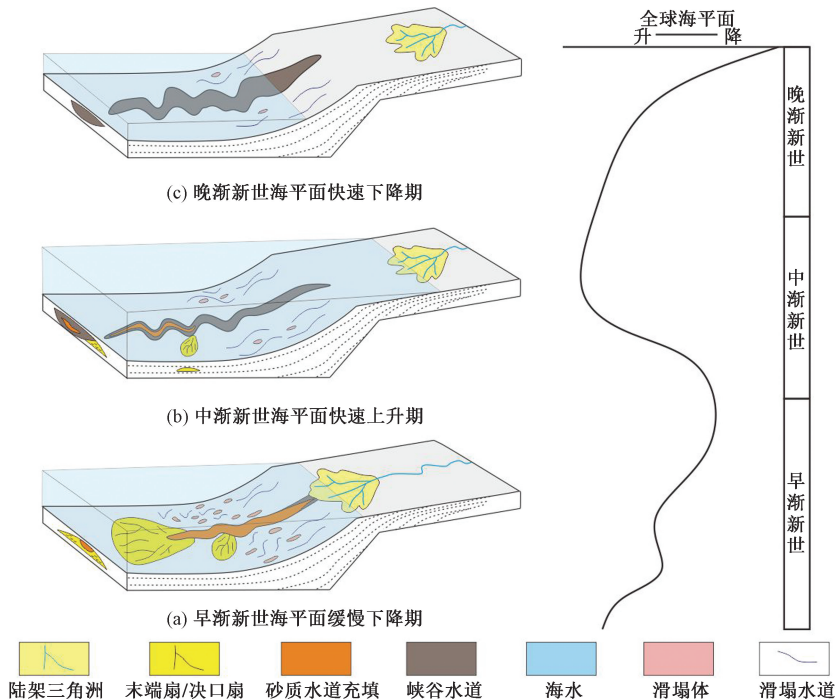 全球海平面
升 降
晚渐新世
(c) 晚渐新世海平面快速下降期
中渐新世
(b) 中渐新世海平面快速上升期
早渐新世
(a) 早渐新世海平面缓慢下降期
陆架三角洲 末端扇/决口扇 砂质水道充填 峡谷水道 海水 滑塌体 滑塌水道